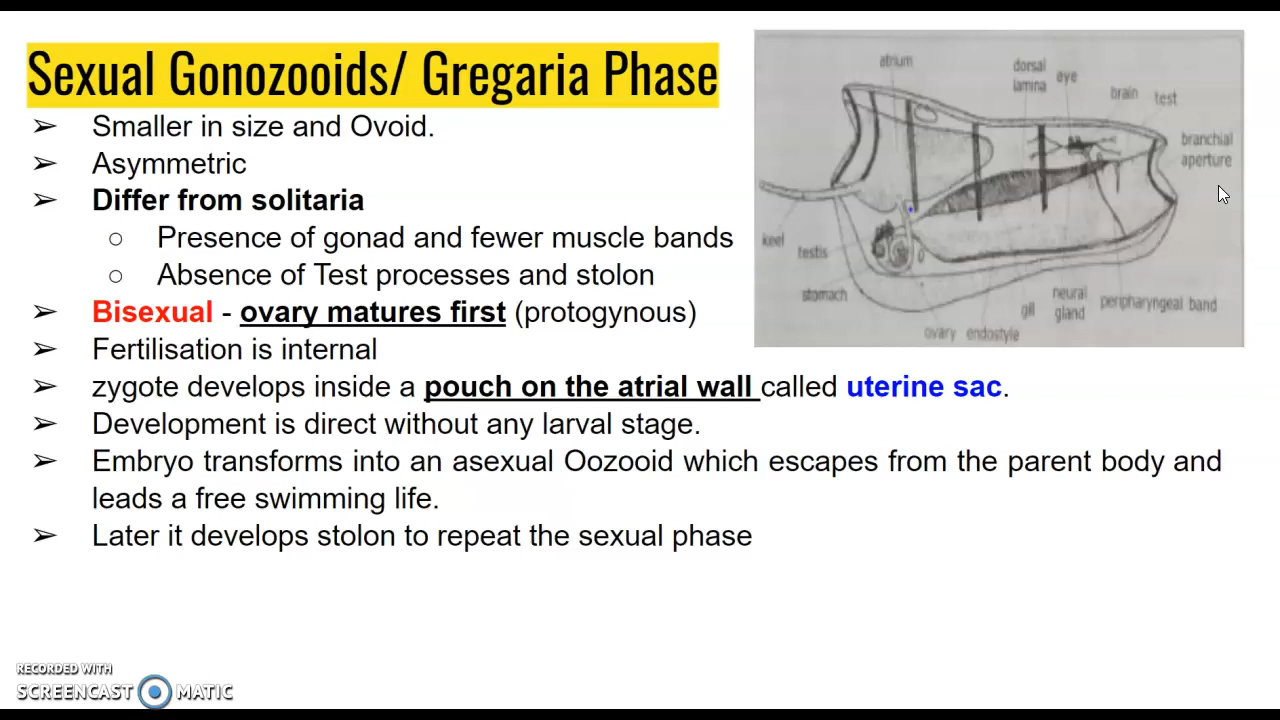 Sexual Gonozooids/ Gregaria Phase
➢ Smaller in size and Ovoid.
➢ Asymmetric
➢ Differ from solitaria
○ Presence of gonad and fewer muscle bands
○ Absence of Test processes and stolon
➢ Bisexual - ovary matures first (protogynous)
➢ Fertilisation is internal
➢ zygote develops inside a pouch on the atrial wall called uterine sac.
➢ Development is direct without any larval stage.
➢ Embryo transforms into an asexual Oozooid which escapes from the parent body and
leads a free swimming life.
➢ Later it develops stolon to repeat the sexual phase
atrium
dorsal
lamina
eye
brain
test
branchial
aperture
keel
testis
stomach
ovary
endostyle
gill
neural
gland
peripharyngeal band
RECORDED WITH
SCREENCAST MATIC